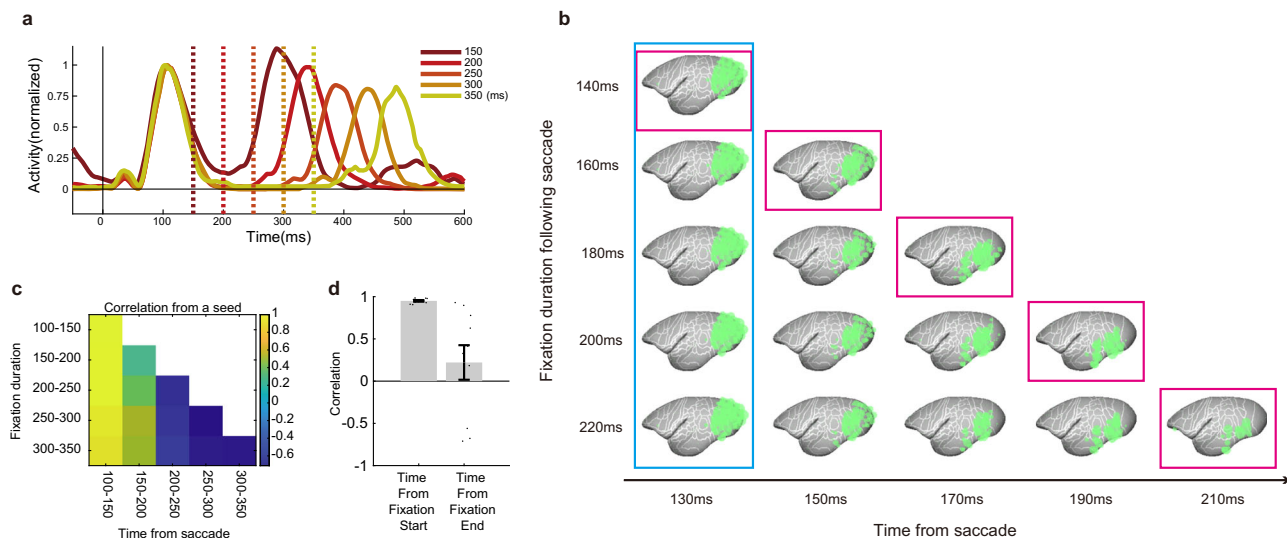 a
Activity(normalized)
1
0.75
0.5
0.25
0
0
100
200
300
400
500
600
Time(ms)
150
200
250
300
350 (ms)
b
Fixation duration following saccade
140ms
160ms
180ms
200ms
220ms
130ms
150ms
170ms
190ms
210ms
Time from saccade
c
Correlation from a seed
Fixation duration
100-150
150-200
200-250
250-300
300-350
100-150
150-200
200-250
250-350
300-350
Time from saccade
1
0.8
0.6
0.4
0.2
0
-0.2
-0.4
-0.6
d
Correlation
1
0.5
0
-0.5
-1
Time
From
Fixation
Start
Time
From
Fixation
End